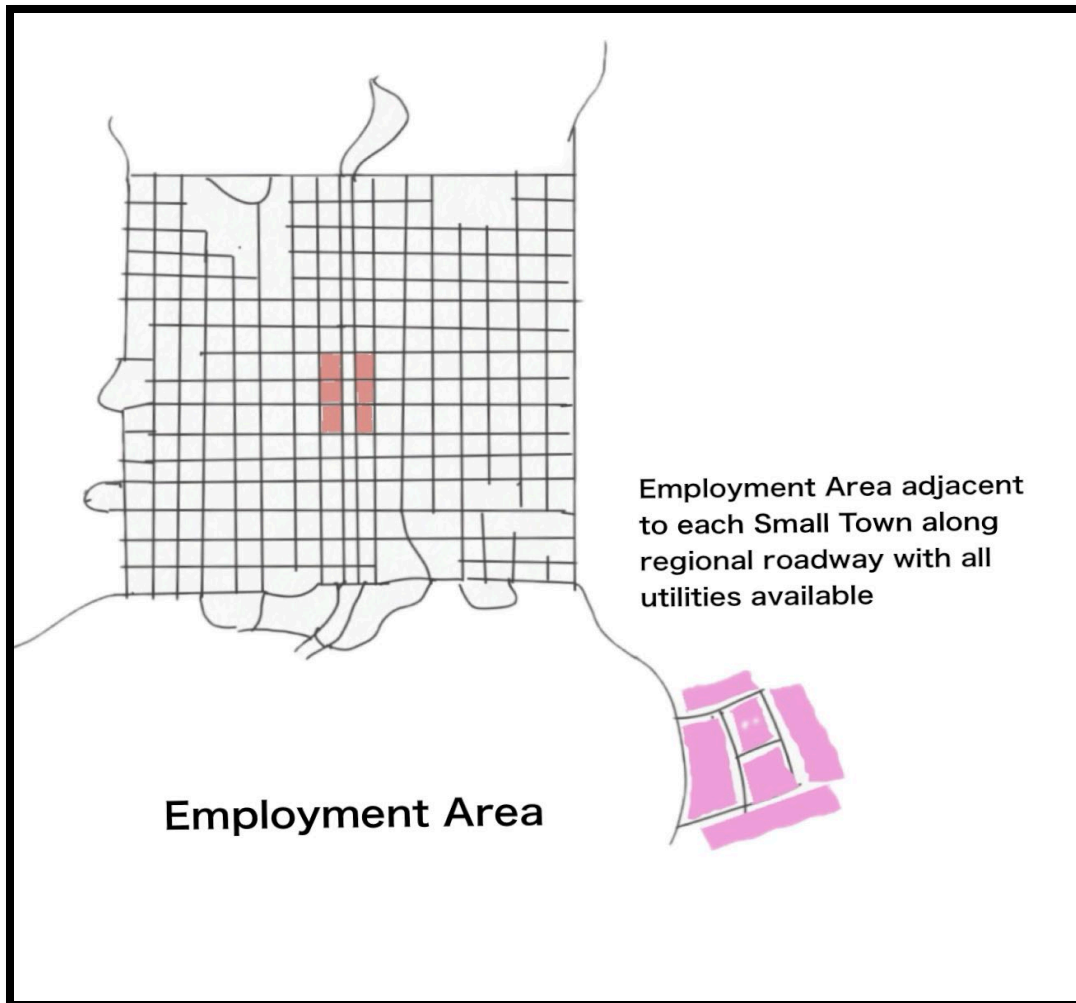 Employment Area adjacent
to each Small Town along
regional roadway with all
utilities available
Employment Area